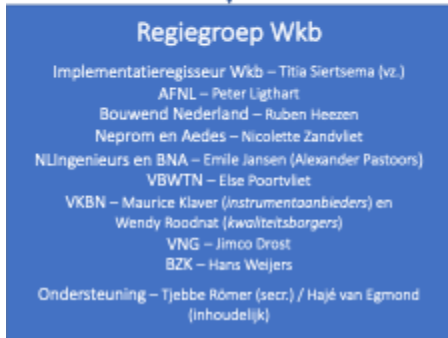 Regiegroep Wkb
Implementatieregisseur Wkb – Titia Siertsema (vz.)
AFNL – Peter Ligthart
Bouwend Nederland – Ruben Heezen
Neprom en Aedes – Nicolette Zandvliet
NLIngenieurs en BNA – Emile Jansen (Alexander Pastoors)
VBWTN – Else Poortvliet
VKBN – Maurice Klaver (instrumentaanbieders) en
Wendy Roodnat (kwaliteitsborgers)
VNG – Jimco Drost
BZK – Hans Weijers
Ondersteuning – Tjebbe Römer (secr.) / Hajé van Egmond
(inhoudelijk)